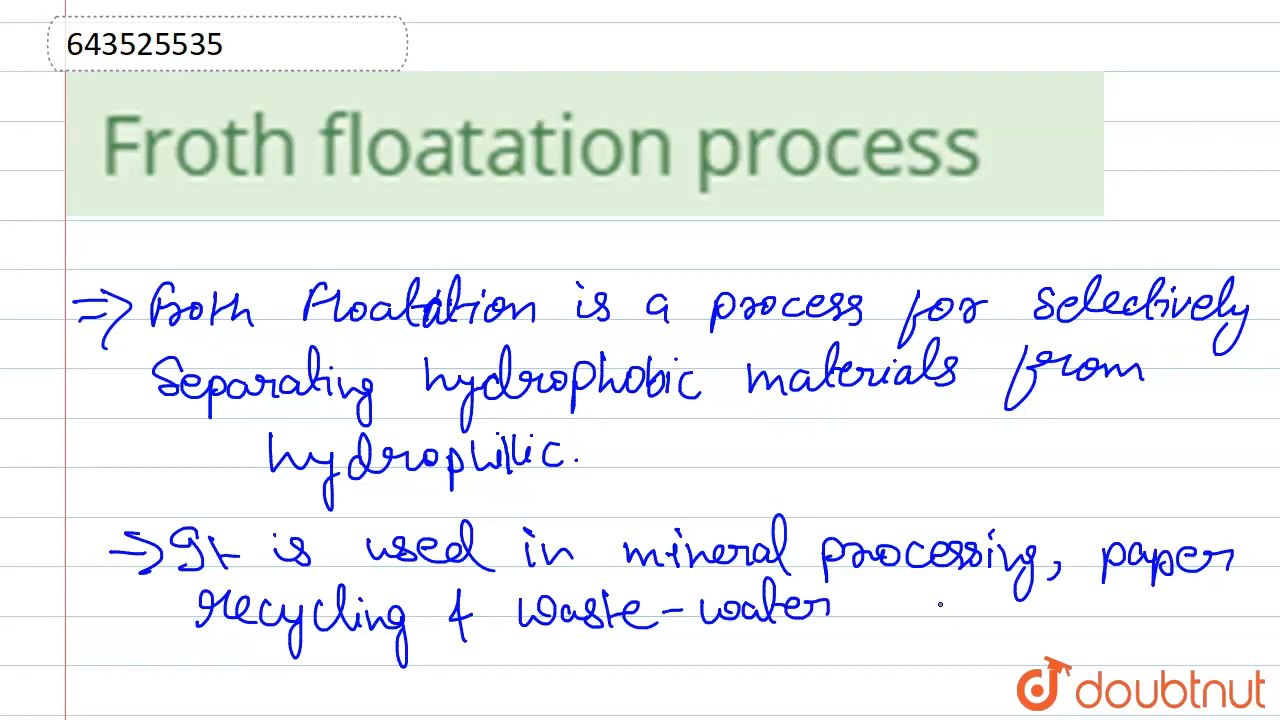 643525535
Froth floatation process
⇒ Froth floatation is a process for selectively
separating hydrophobic materials from
hydrophilic.
→ It is used in mineral processing, paper
recycling & waste-water
doubtnut